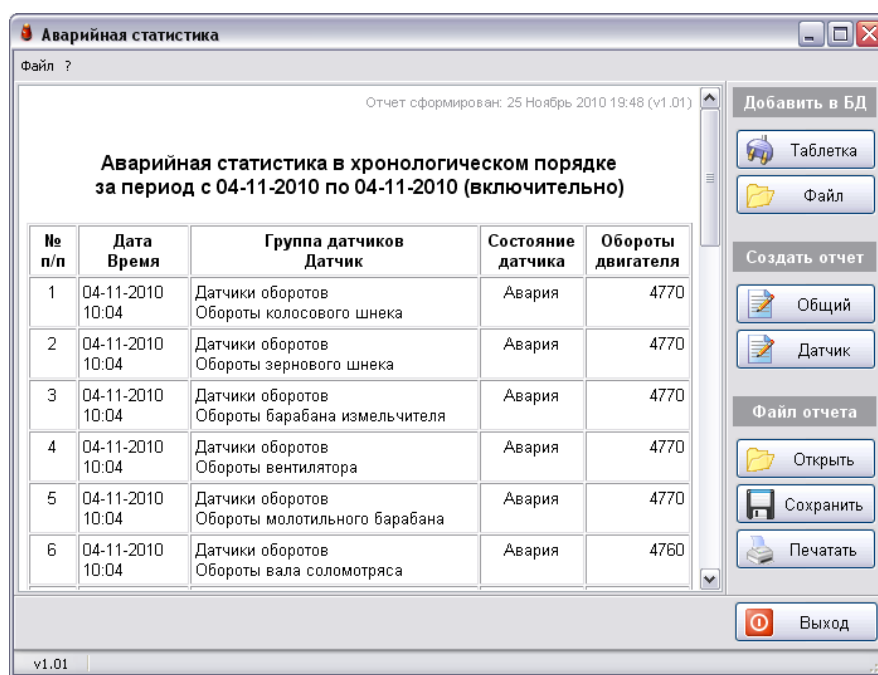 Аварийная статистика
Файл ?
Отчет сформирован: 25 Ноябрь 2010 19:48 (v1.01)
Аварийная статистика в хронологическом порядке
за период с 04-11-2010 по 04-11-2010 (включительно)
№ п/п Дата Время Группа датчиков Датчик Состояние датчика Обороты двигателя
1 04-11-2010 Датчики оборотов Авария 4770
10:04 Обороты колосового шнека
2 04-11-2010 Датчики оборотов Авария 4770
10:04 Обороты зернового шнека
3 04-11-2010 Датчики оборотов Авария 4770
10:04 Обороты барабана измельчителя
4 04-11-2010 Датчики оборотов Авария 4770
10:04 Обороты вентилятора
5 04-11-2010 Датчики оборотов Авария 4770
10:04 Обороты молотильного барабана
6 04-11-2010 Датчики оборотов Авария 4760
10:04 Обороты вала соломотряса
Добавить в БД
Таблетка
Файл
Создать отчет
Общий
Датчик
Файл отчета
Открыть
Сохранить
Печатать
Выход
v1.01